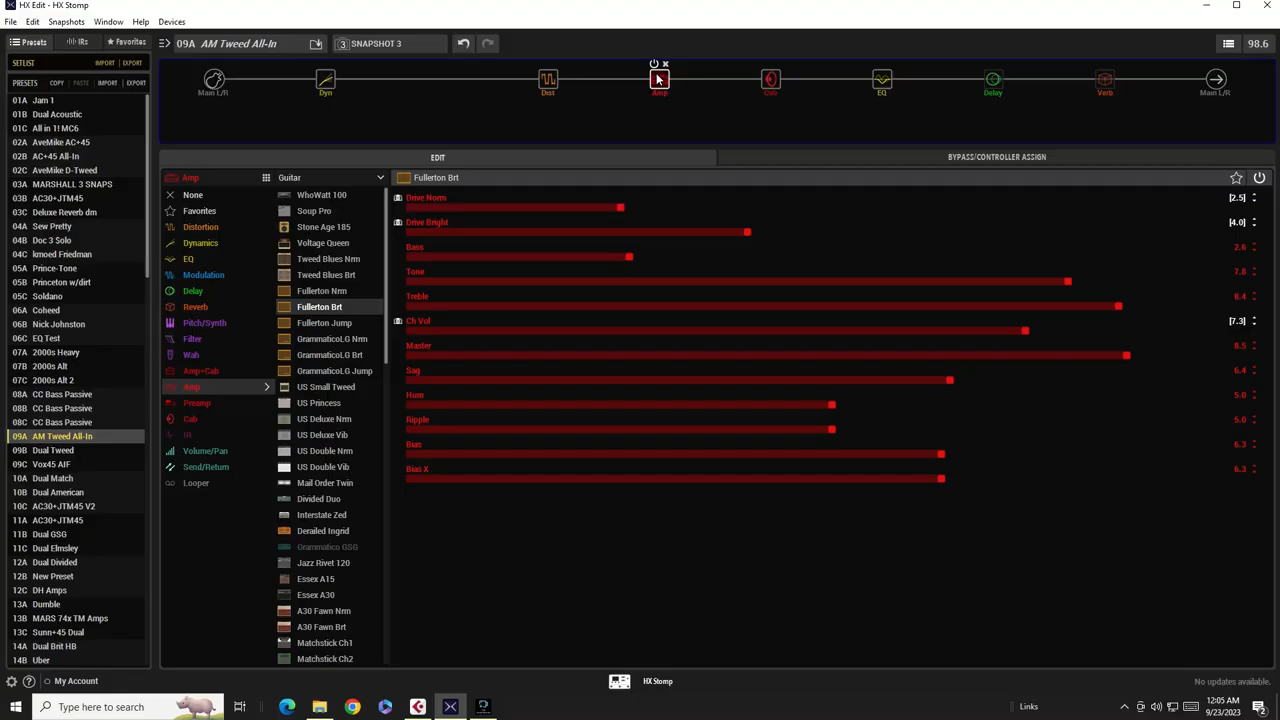 HX Edit - HX Stomp
File Edit Snapshots Window Help Devices
Presets IRs Favorites 09A AM Tweed All-In 3 SNAPSHOT 3 98.6
SETLIST IMPORT EXPORT
PRESETS COPY PASTE IMPORT EXPORT
Main L/R Dyn Dist Amp Cab EQ Delay Verb Main L/R
EDIT BYPASS/CONTROLLER ASSIGN
01A Jam 1
01B Dual Acoustic
01C All in 1! MC6
02A AveMike AC+45
02B AC+45 All-In
02C AveMike D-Tweed
03A MARSHALL 3 SNAPS
03B AC30+JTM45
03C Deluxe Reverb dm
04A Sew Pretty
04B Doc 3 Solo
04C kmoed Friedman
05A Prince-Tone
05B Princeton w/dirt
05C Soldano
06A Coheed
06B Nick Johnston
06C EQ Test
07A 2000s Heavy
07B 2000s Alt
07C 2000s Alt 2
08A CC Bass Passive
08B CC Bass Passive
08C CC Bass Passive
09A AM Tweed All-In
09B Dual Tweed
09C Vox45 AIF
10A Dual Match
10B Dual American
10C AC30+JTM45 V2
11A AC30+JTM45
11B Dual GSG
11C Dual Elmsley
12A Dual Divided
12B New Preset
12C DH Amps
13A Dumble
13B MARS 74x TM Amps
13C Sunn+45 Dual
14A Dual Brit HB
14B Uber
Amp
None
Favorites
Distortion
Dynamics
EQ
Modulation
Delay
Reverb
Pitch/Synth
Filter
Wah
Amp+Cab
Amp
Preamp
Cab
IR
Volume/Pan
Send/Return
Looper
Guitar
WhoWatt 100
Soup Pro
Stone Age 185
Voltage Queen
Tweed Blues Nrm
Tweed Blues Brt
Fullerton Nrm
Fullerton Brt
Fullerton Jump
GrammaticoLG Nrm
GrammaticoLG Brt
GrammaticoLG Jump
US Small Tweed
US Princess
US Deluxe Nrm
US Deluxe Vib
US Double Nrm
US Double Vib
Mail Order Twin
Divided Duo
Interstate Zed
Derailed Ingrid
Grammatico GSG
Jazz Rivet 120
Essex A15
Essex A30
A30 Fawn Nrm
A30 Fawn Brt
Matchstick Ch1
Matchstick Ch2
Fullerton Brt
Drive Norm [2.5]
Drive Bright [4.0]
Bass 2.6
Tone 7.8
Treble 8.4
Ch Vol [7.3]
Master 8.5
Sag 6.4
Hum 5.0
Ripple 5.0
Bias 6.3
Bias X 6.3
My Account HX Stomp No updates available.
Type here to search Links 12:05 AM
9/23/2023 2